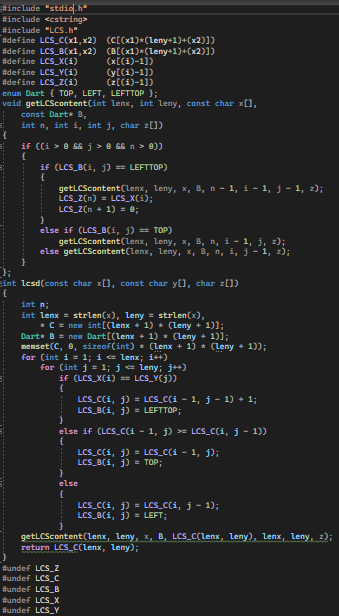 #include "stdio.h"
#include <cstring>
#include "LCS.h"
#define LCS_C(x1,x2) (C[(x1)*(leny+1)+(x2)])
#define LCS_B(x1,x2) (B[(x1)*(leny+1)+(x2)])
#define LCS_X(i) (x[(i)-1])
#define LCS_Y(i) (y[(i)-1])
#define LCS_Z(i) (z[(i)-1])
enum Dart { TOP, LEFT, LEFTTOP };
void getLCScontent(int lenx, int leny, const char x[],
const Dart* B,
int n, int i, int j, char z[])
{
if ((i > 0 && j > 0 && n > 0))
{
if (LCS_B(i, j) == LEFTTOP)
{
getLCScontent(lenx, leny, x, B, n - 1, i - 1, j - 1, z);
LCS_Z(n) = LCS_X(i);
LCS_Z(n + 1) = 0;
}
else if (LCS_B(i, j) == TOP)
getLCScontent(lenx, leny, x, B, n, i - 1, j, z);
else getLCScontent(lenx, leny, x, B, n, i, j - 1, z);
}
};
int lcsd(const char x[], const char y[], char z[])
{
int n;
int lenx = strlen(x), leny = strlen(x),
* C = new int[(lenx + 1) * (leny + 1)];
Dart* B = new Dart[(lenx + 1) * (leny + 1)];
memset(C, 0, sizeof(int) * (lenx + 1) * (leny + 1));
for (int i = 1; i <= lenx; i++)
for (int j = 1; j <= leny; j++)
if (LCS_X(i) == LCS_Y(j))
{
LCS_C(i, j) = LCS_C(i - 1, j - 1) + 1;
LCS_B(i, j) = LEFTTOP;
}
else if (LCS_C(i - 1, j) >= LCS_C(i, j - 1))
{
LCS_C(i, j) = LCS_C(i - 1, j);
LCS_B(i, j) = TOP;
}
else
{
LCS_C(i, j) = LCS_C(i, j - 1);
LCS_B(i, j) = LEFT;
}
getLCScontent(lenx, leny, x, B, LCS_C(lenx, leny), lenx, leny, z);
return LCS_C(lenx, leny);
}
#undef LCS_Z
#undef LCS_C
#undef LCS_B
#undef LCS_X
#undef LCS_Y